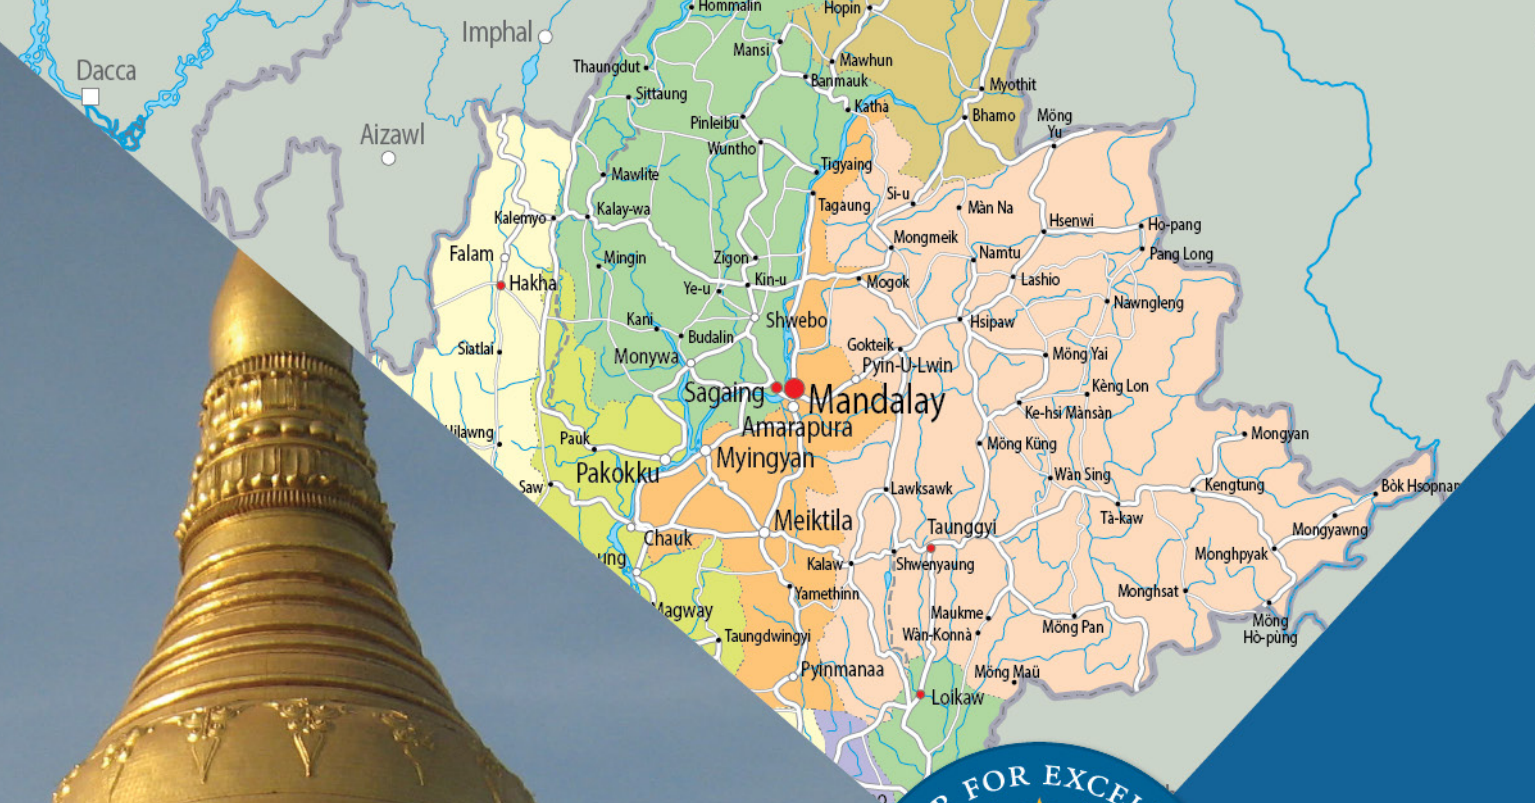 Hommalin
Hopin
Imphal
Mansi
Mawhun
Dacca
Thaungdut
Banmauk
Myothit
Sittaung
Katha
Aizawl
Pinleibu
Bhamo
Möng
Yu
Wuntho
Tigyaing
Mawlite
Si-u
Tagaung
Màn Na
Kalemyo
Kalay-wa
Hsenwi
Ho-pang
Falam
Mongmeik
Mingin
Zigon
Namtu
Pang Long
Hakha
Ye-u
Kin-u
Mogok
Lashio
Nawngleng
Kani
Shwebo
Hsipaw
Budalin
Siatlai
Monywa
Gokteik
Möng Yai
Pyin-U-Lwin
Sagaing
Mandalay
Kèng Lon
Ke-hsi Mànsàn
Amarapura
Hilawng
Pauk
Möng Küng
Mongyan
Myingyan
Pakokku
Wàn Sing
Saw
Lawksawk
Kengtung
Bòk Hsopnar
Meiktila
Taunggyi
Tà-kaw
Mongyawng
Chauk
ung
Kalaw
Shwenyaung
Monghpyak
Yamethinn
Monghsat
Magway
Maukme
Möng Pan
Möng
Hò-pùng
Taungdwingyi
Wàn-Konnà
Pyinmanaa
Möng Maü
Loikaw
R FOR EXCEL